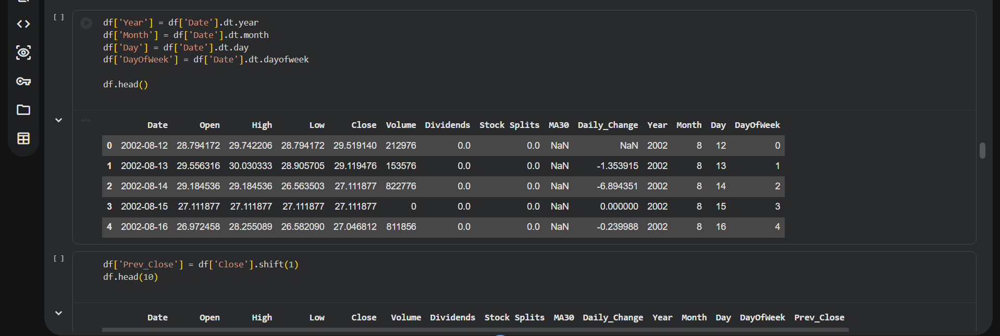 [ ]
df['Year'] = df['Date'].dt.year
df['Month'] = df['Date'].dt.month
df['Day'] = df['Date'].dt.day
df['DayOfWeek'] = df['Date'].dt.dayofweek
df.head()
Date Open High Low Close Volume Dividends Stock Splits MA30 Daily_Change Year Month Day DayOfWeek
0 2002-08-12 28.794172 29.742206 28.794172 29.519140 212976 0.0 0.0 NaN NaN 2002 8 12 0
1 2002-08-13 29.556316 30.030333 28.905705 29.119476 153576 0.0 0.0 NaN -1.353915 2002 8 13 1
2 2002-08-14 29.184536 29.184536 26.563503 27.111877 822776 0.0 0.0 NaN -6.894351 2002 8 14 2
3 2002-08-15 27.111877 27.111877 27.111877 27.111877 0 0.0 0.0 NaN 0.000000 2002 8 15 3
4 2002-08-16 26.972458 28.255089 26.582090 27.046812 811856 0.0 0.0 NaN -0.239988 2002 8 16 4
[ ]
df['Prev_Close'] = df['Close'].shift(1)
df.head(10)
Date Open High Low Close Volume Dividends Stock Splits MA30 Daily_Change Year Month Day DayOfWeek Prev_Close